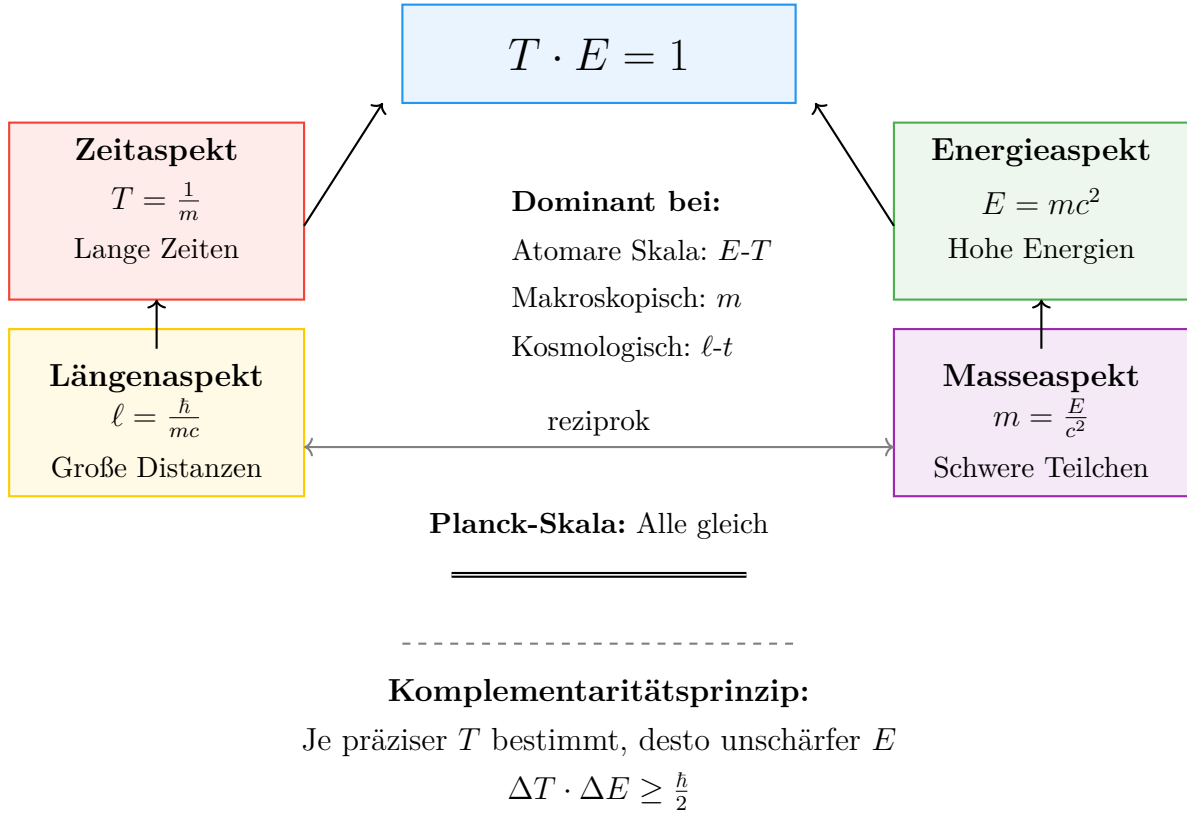 T · E = 1
Zeitaspekt
T = 1/m
Lange Zeiten
Energieaspekt
E = mc²
Hohe Energien
Dominant bei:
Atomare Skala: E-T
Makroskopisch: m
Kosmologisch: ℓ-t
Längenaspekt
ℓ = ħ/mc
Große Distanzen
reziprok
Masseaspekt
m = E/c²
Schwere Teilchen
Planck-Skala: Alle gleich
Komplementaritätsprinzip:
Je präziser T bestimmt, desto unschärfer E
ΔT · ΔE ≥ ħ/2